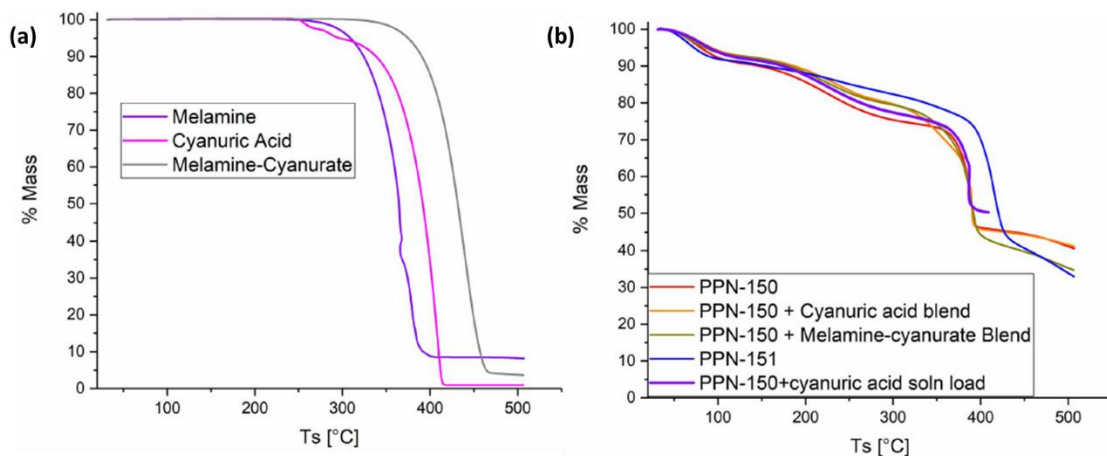 (a)
100
90
80
70
60
50
40
30
20
10
0
% Mass
Melamine
Cyanuric Acid
Melamine-Cyanurate
100 200 300 400 500
Ts [°C]
(b)
100
90
80
70
60
50
40
30
20
10
0
% Mass
PPN-150
PPN-150 + Cyanuric acid blend
PPN-150 + Melamine-cyanurate Blend
PPN-151
PPN-150+cyanuric acid soln load
100 200 300 400 500
Ts [°C]